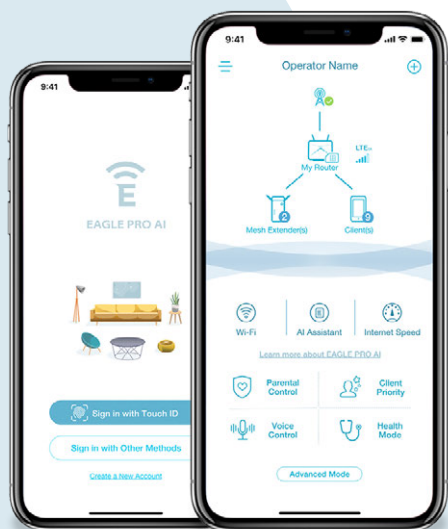 9:41
EAGLE PRO AI
Sign in with Touch ID
Sign in with Other Methods
Create a New Account
9:41
Operator Name
LTE
My Router
2
9
Mesh Extender(s)
Client(s)
Wi-Fi
AI Assistant
Internet Speed
Learn more about EAGLE PRO AI
Parental
Control
Client
Priority
Voice
Control
Health
Mode
Advanced Mode